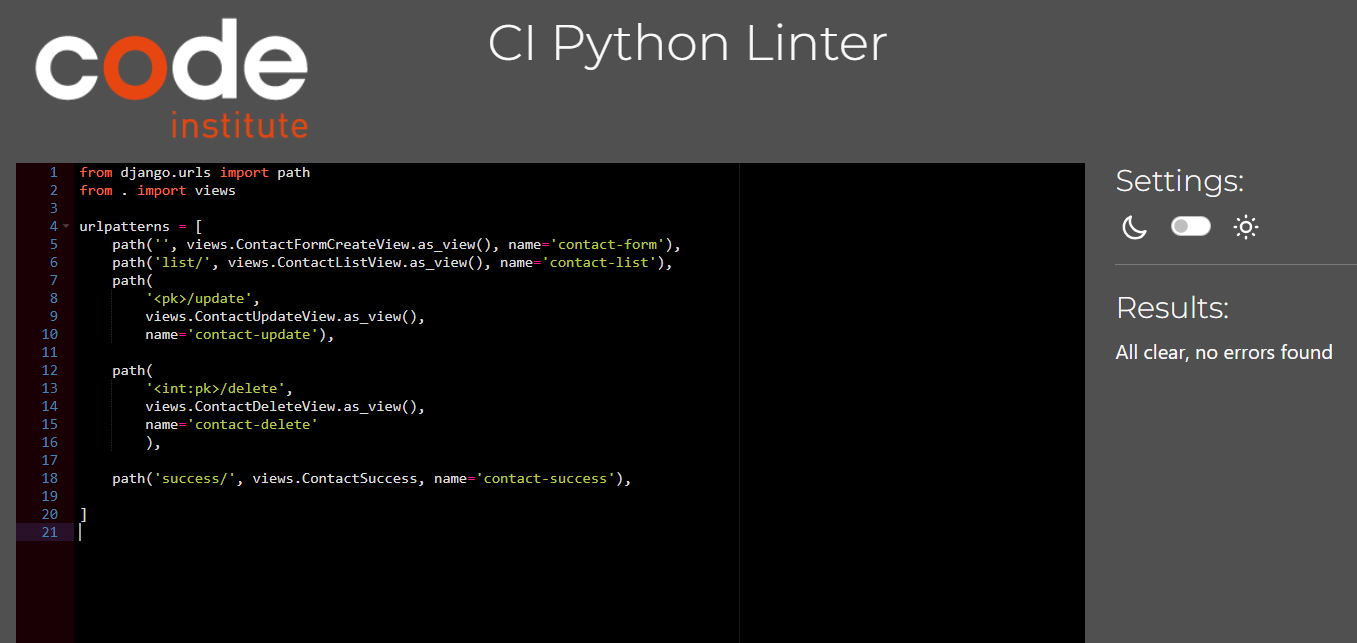 code
institute
CI Python Linter
1 from django.urls import path
2 from . import views
3
4 urlpatterns = [
5     path('', views.ContactFormCreateView.as_view(), name='contact-form'),
6     path('list/', views.ContactListView.as_view(), name='contact-list'),
7     path(
8         '<pk>/update',
9         views.ContactUpdateView.as_view(),
10         name='contact-update'),
11
12     path(
13         '<int:pk>/delete',
14         views.ContactDeleteView.as_view(),
15         name='contact-delete'
16         ),
17
18     path('success/', views.ContactSuccess, name='contact-success'),
19
20 ]
21
Settings:
Results:
All clear, no errors found